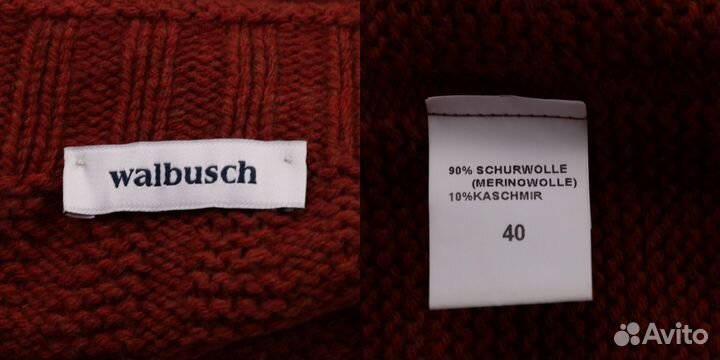 walbusch
90% SCHURWOLLE
(MERINOWOLLE)
10%KASCHMIR
40
Avito